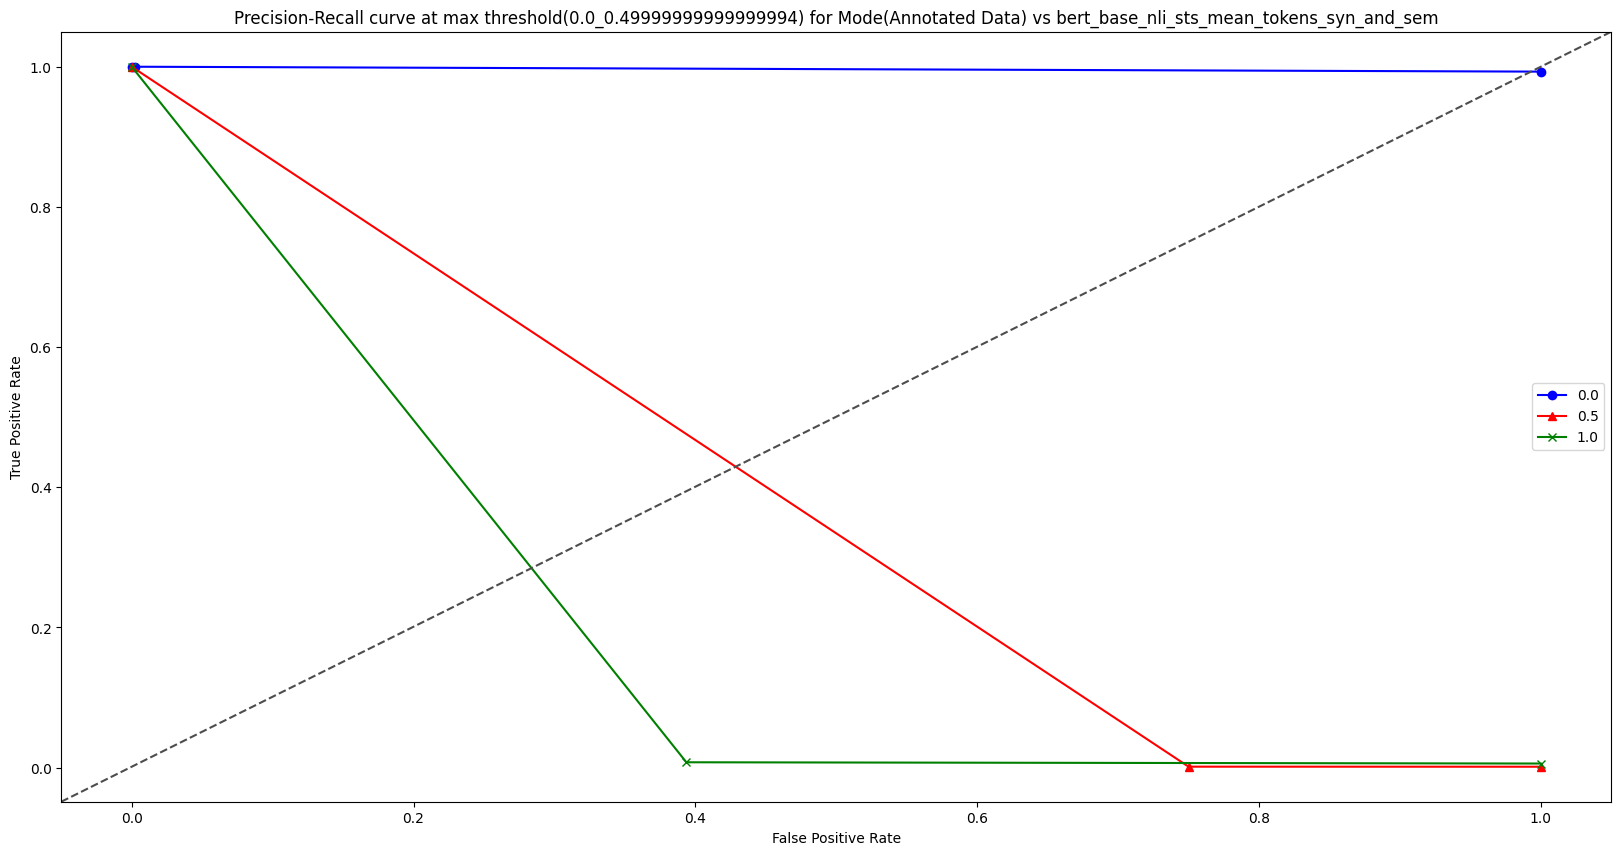 Precision-Recall curve at max threshold(0.0_0.49999999999999994) for Mode(Annotated Data) vs bert_base_nli_sts_mean_tokens_syn_and_sem
1.0
0.8
0.6
0.4
0.2
0.0
True Positive Rate
0.0
0.5
1.0
0.0 0.2 0.4 0.6 0.8 1.0
False Positive Rate